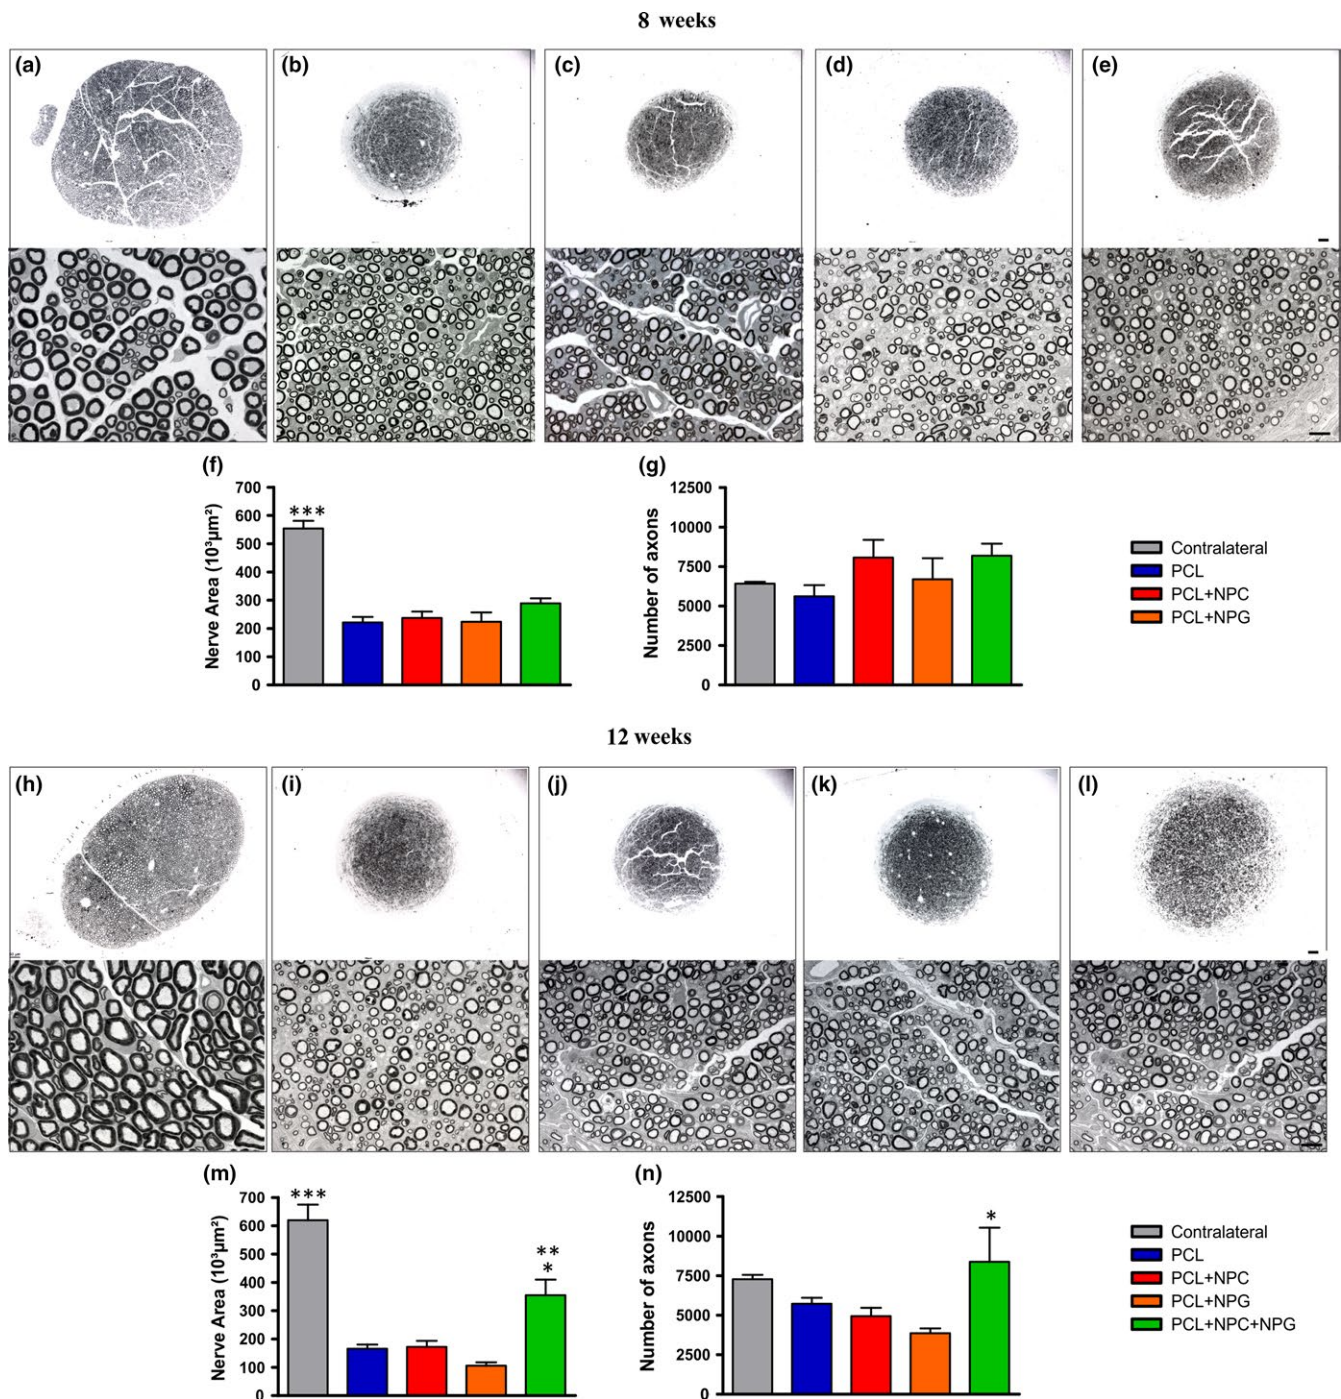 8 weeks
(a) (b) (c) (d) (e)
(f) (g)
Nerve Area (10³µm²)
700
600
500
400
300
200
100
0
***
Number of axons
12500
10000
7500
5000
2500
0
Contralateral
PCL
PCL+NPC
PCL+NPG
12 weeks
(h) (i) (j) (k) (l)
(m) (n)
Nerve Area (10³µm²)
700
600
500
400
300
200
100
0
***
**
*
Number of axons
12500
10000
7500
5000
2500
0
*
Contralateral
PCL
PCL+NPC
PCL+NPG
PCL+NPC+NPG